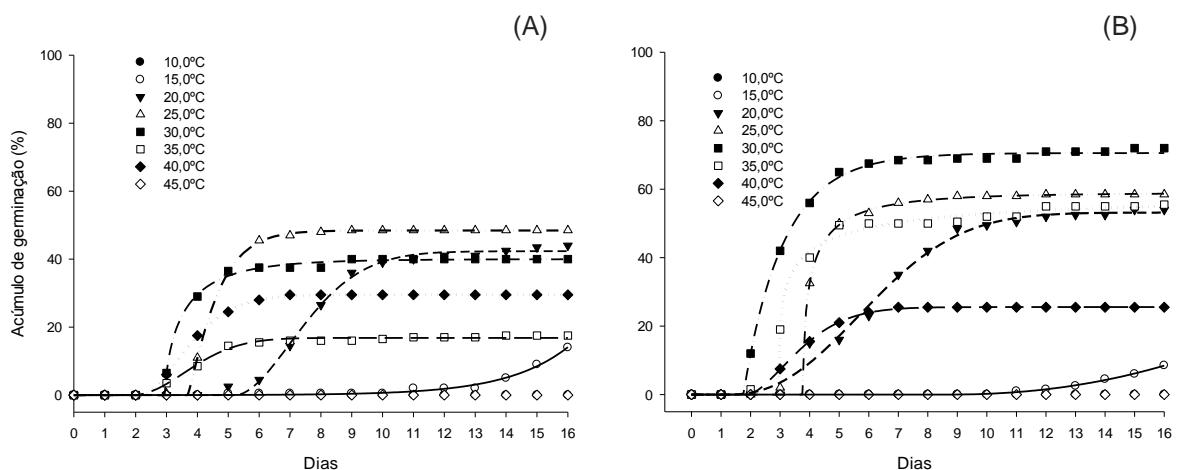 (A)
Acúmulo de germinação (%)
100
80
60
40
20
0
10,0ºC
15,0ºC
20,0ºC
25,0ºC
30,0ºC
35,0ºC
40,0ºC
45,0ºC
0 1 2 3 4 5 6 7 8 9 10 11 12 13 14 15 16
Dias
(B)
100
80
60
40
20
0
10,0ºC
15,0ºC
20,0ºC
25,0ºC
30,0ºC
35,0ºC
40,0ºC
45,0ºC
0 1 2 3 4 5 6 7 8 9 10 11 12 13 14 15 16
Dias